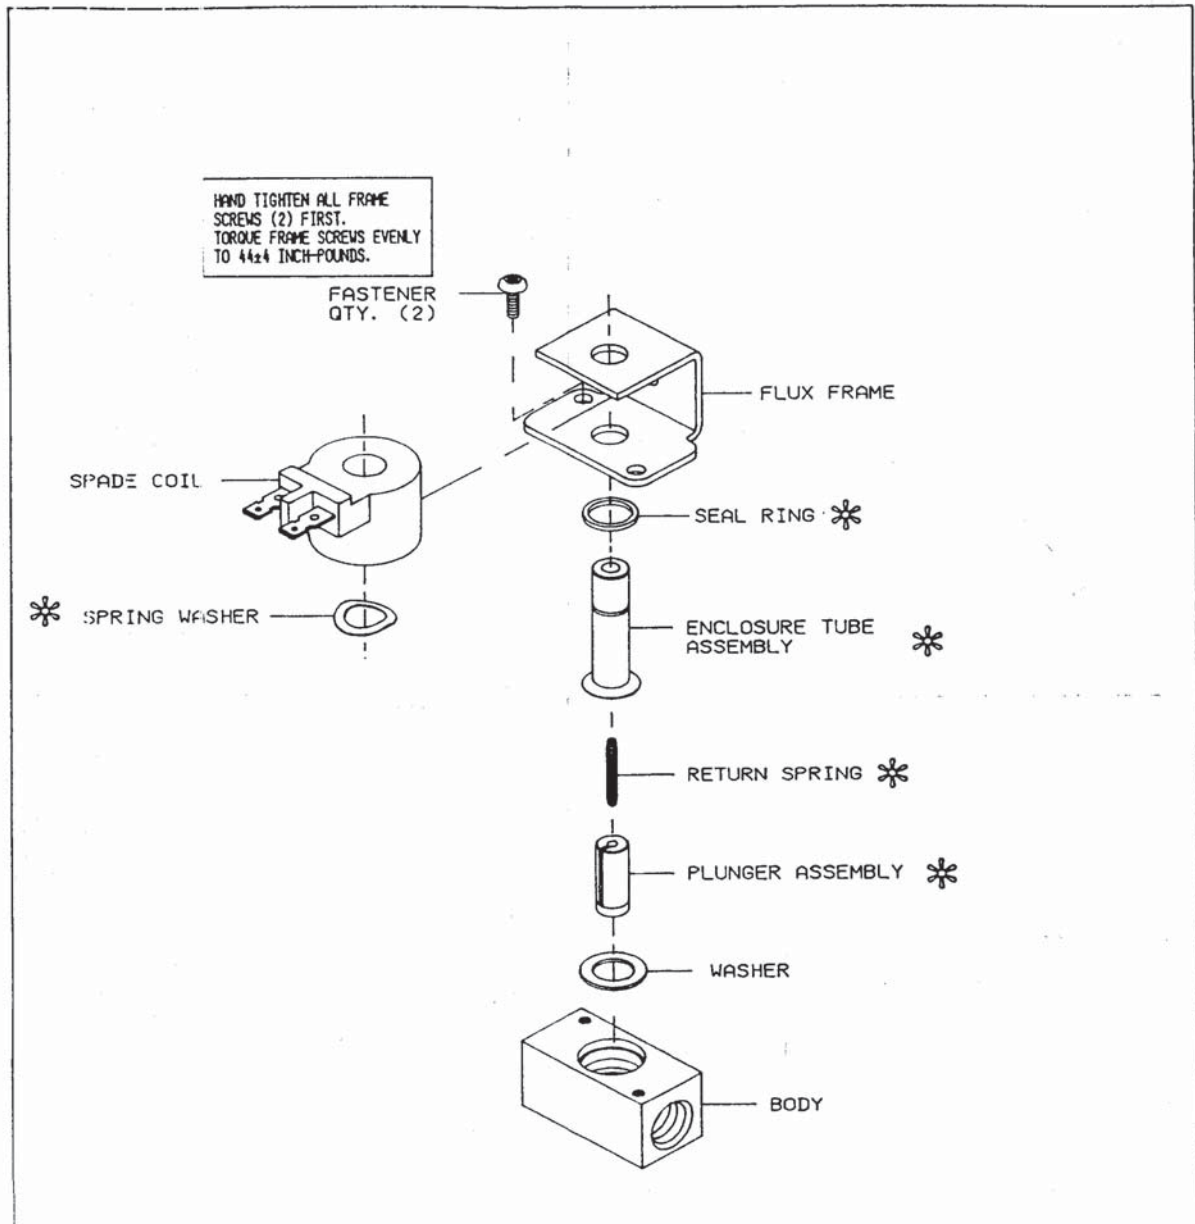 HAND TIGHTEN ALL FRAME
SCREWS (2) FIRST.
TORQUE FRAME SCREWS EVENLY
TO 44±4 INCH-POUNDS.
FASTENER
QTY. (2)
FLUX FRAME
SPADE COIL
SEAL RING *
* SPRING WASHER
ENCLOSURE TUBE
ASSEMBLY *
RETURN SPRING *
PLUNGER ASSEMBLY *
WASHER
BODY